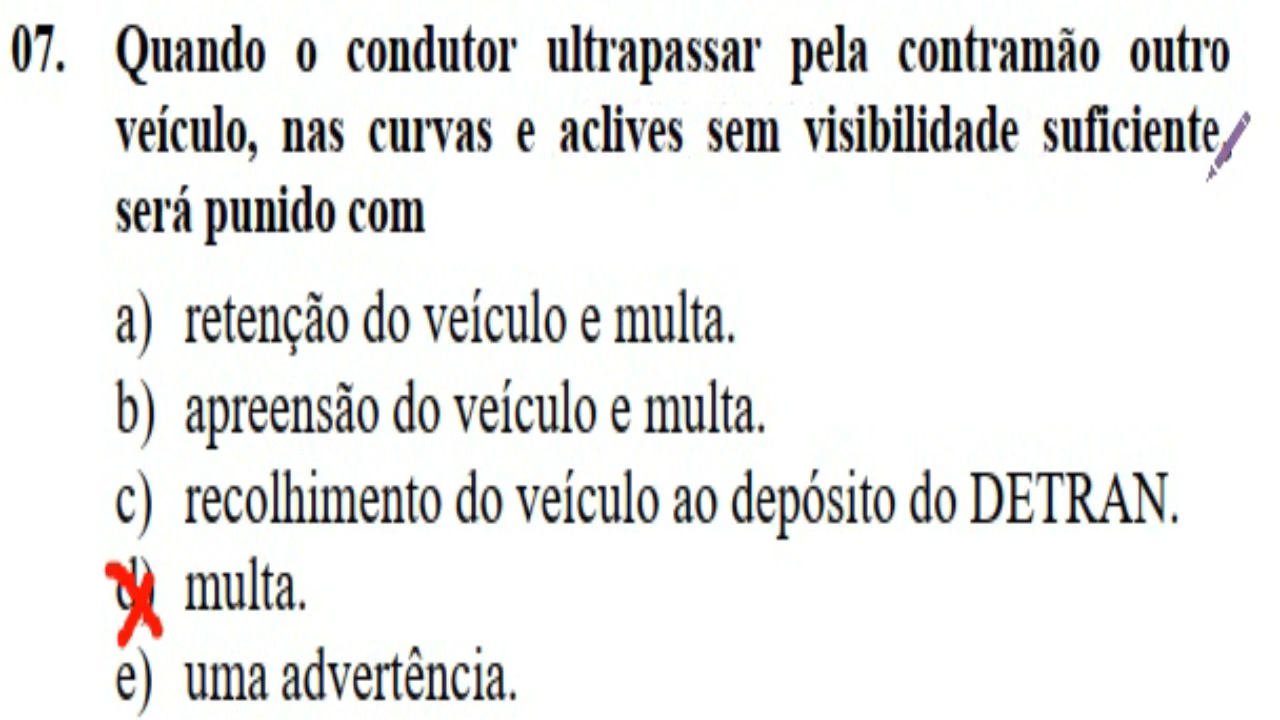 07. Quando o condutor ultrapassar pela contramão outro
veículo, nas curvas e aclives sem visibilidade suficiente,
será punido com
a) retenção do veículo e multa.
b) apreensão do veículo e multa.
c) recolhimento do veículo ao depósito do DETRAN.
d) multa.
e) uma advertência.